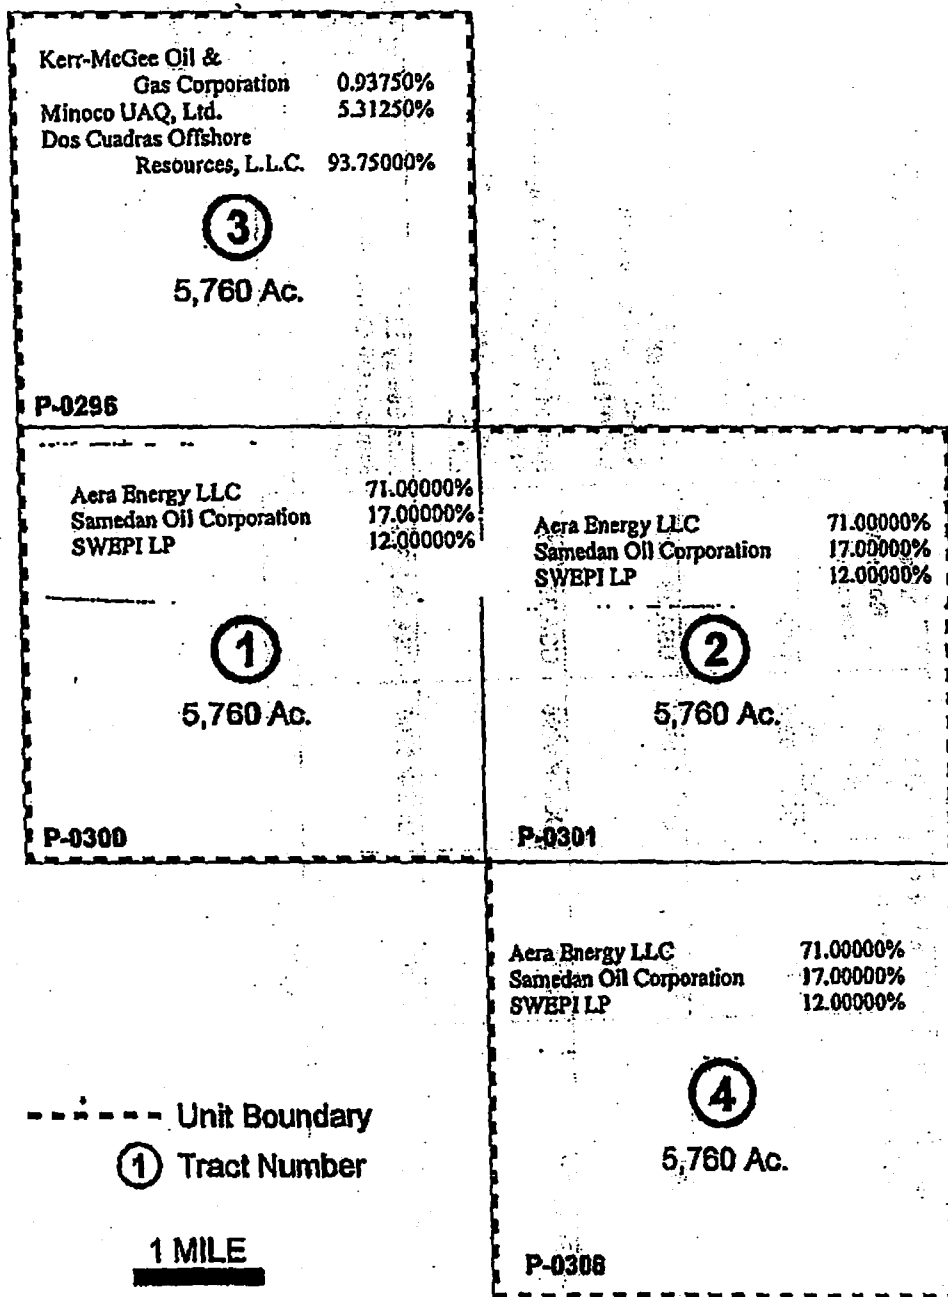 Kerr-McGee Oil &
Gas Corporation 0.93750%
Minoco UAQ, Ltd. 5.31250%
Dos Cuadras Offshore
Resources, L.L.C. 93.75000%
3
5,760 Ac.
P-0296
Aera Energy LLC 71.00000%
Samedan Oil Corporation 17.00000%
SWEPI LP 12.00000%
1
5,760 Ac.
P-0300
Aera Energy LLC 71.00000%
Samedan Oil Corporation 17.00000%
SWEPI LP 12.00000%
2
5,760 Ac.
P-0301
Aera Energy LLC 71.00000%
Samedan Oil Corporation 17.00000%
SWEPI LP 12.00000%
4
5,760 Ac.
P-0308
Unit Boundary
1 Tract Number
1 MILE